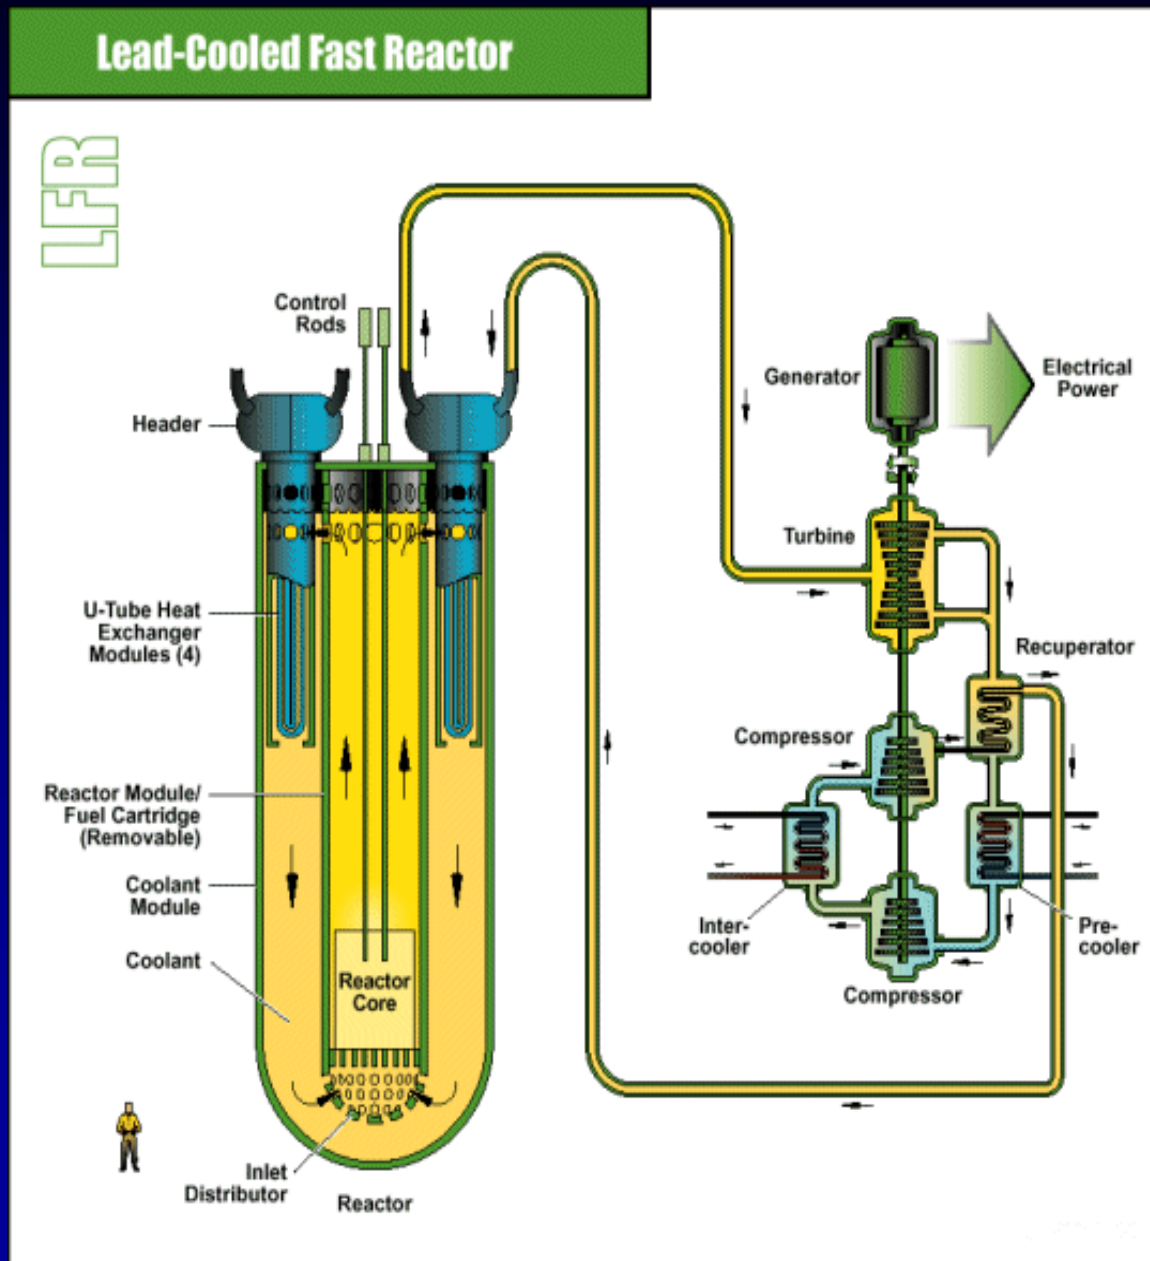 Lead-Cooled Fast Reactor
LFR
Control
Rods
Header
U-Tube Heat
Exchanger
Modules (4)
Reactor Module/
Fuel Cartridge
(Removable)
Coolant
Module
Coolant
Reactor
Core
Inlet
Distributor
Reactor
Generator
Electrical
Power
Turbine
Recuperator
Compressor
Inter-
cooler
Pre-
cooler
Compressor